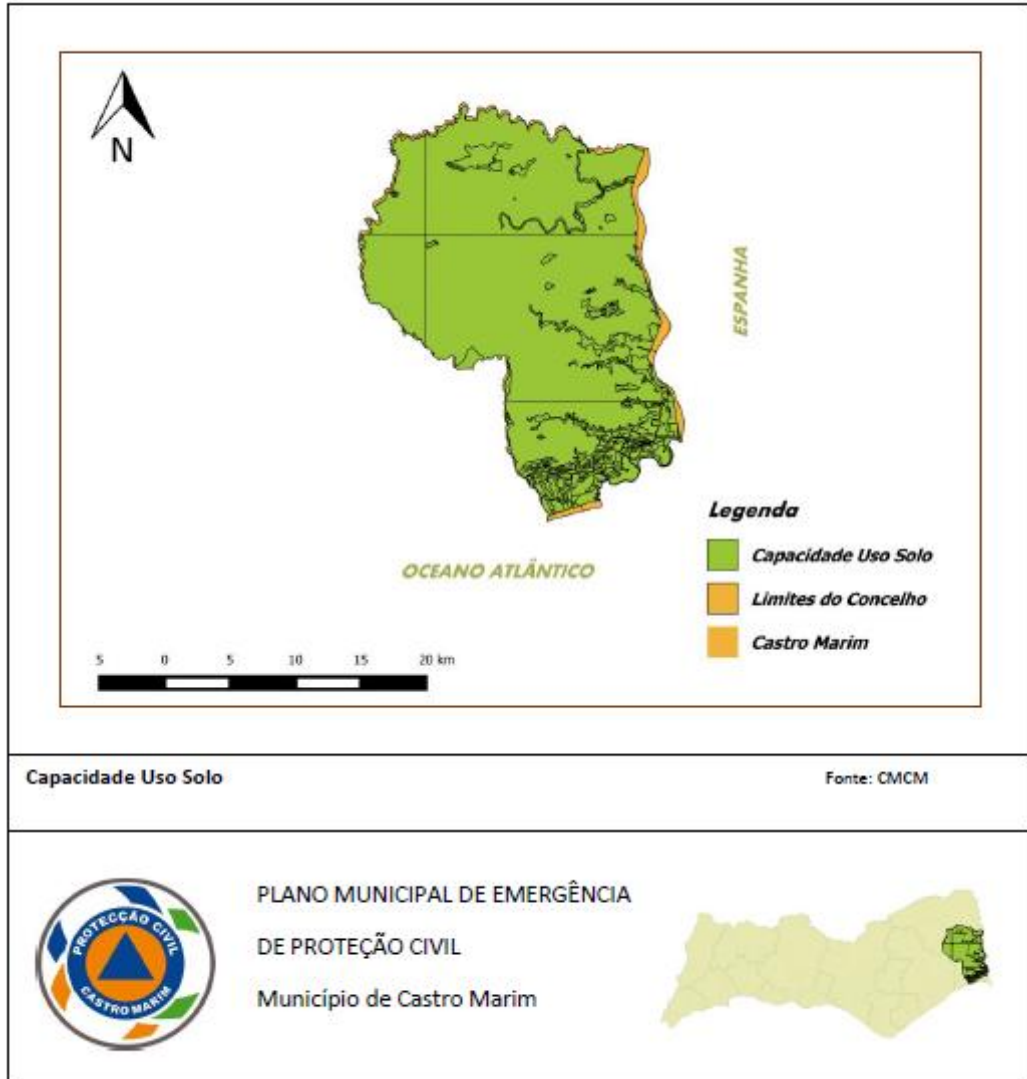 N
ESPANHA
OCEANO ATLÂNTICO
Legenda
Capacidade Uso Solo
Limites do Concelho
Castro Marim
5 0 5 10 15 20 km
Capacidade Uso Solo
Fonte: CMCM
PROTECÇÃO CIVIL
CASTRO MARIM
PLANO MUNICIPAL DE EMERGÊNCIA
DE PROTEÇÃO CIVIL
Município de Castro Marim